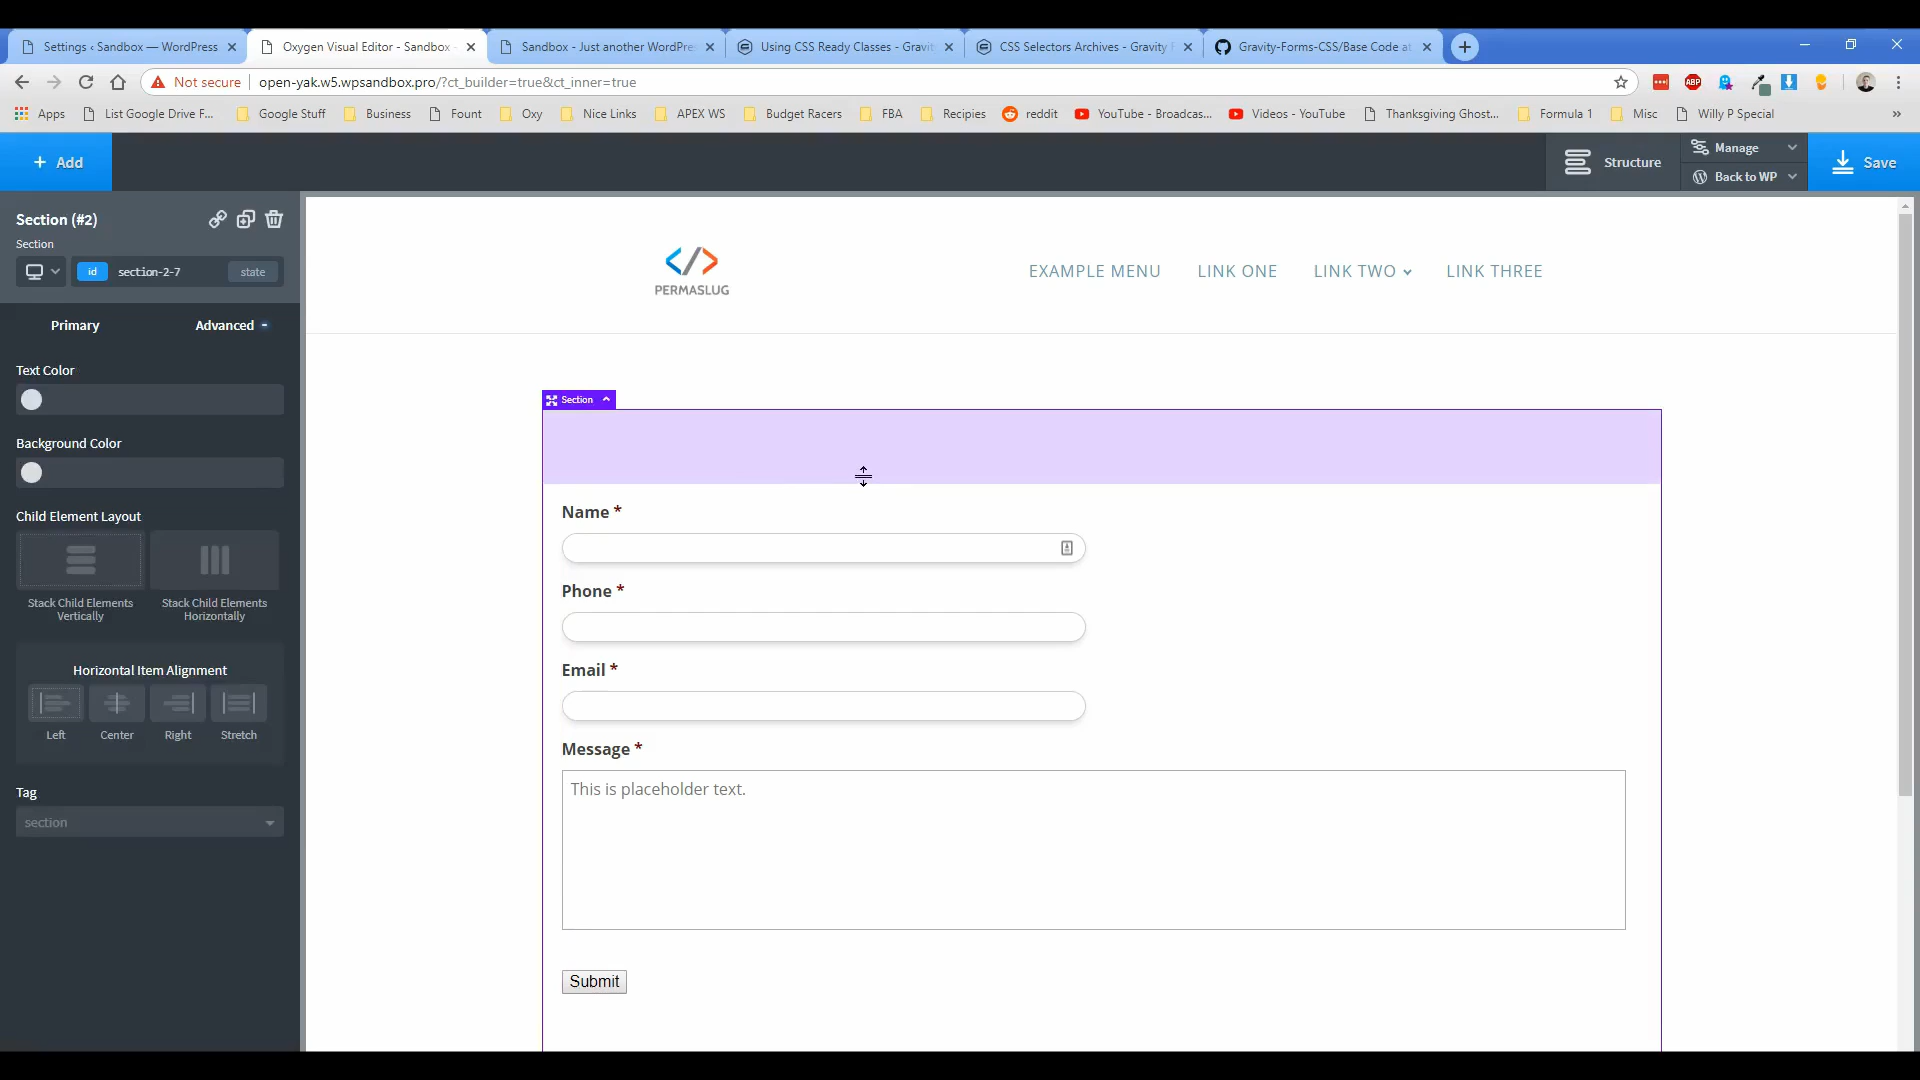 Settings ‹ Sandbox — WordPress
Oxygen Visual Editor - Sandbox -
Sandbox - Just another WordPre
Using CSS Ready Classes - Gravit
CSS Selectors Archives - Gravity F
Gravity-Forms-CSS/Base Code at
Not secure
open-yak.w5.wpsandbox.pro/?ct_builder=true&ct_inner=true
ABP
Apps
List Google Drive F...
Google Stuff
Business
Fount
Oxy
Nice Links
APEX WS
Budget Racers
FBA
Recipies
reddit
YouTube - Broadcas...
Videos - YouTube
Thanksgiving Ghost...
Formula 1
Misc
Willy P Special
»
+ Add
Structure
Manage
Back to WP
Save
Section (#2)
Section
id
section-2-7
state
Primary
Advanced
Text Color
Background Color
Child Element Layout
Stack Child Elements
Vertically
Stack Child Elements
Horizontally
Horizontal Item Alignment
Left
Center
Right
Stretch
Tag
section
</>
PERMASLUG
EXAMPLE MENU
LINK ONE
LINK TWO
LINK THREE
Section
Name *
Phone *
Email *
Message *
This is placeholder text.
Submit